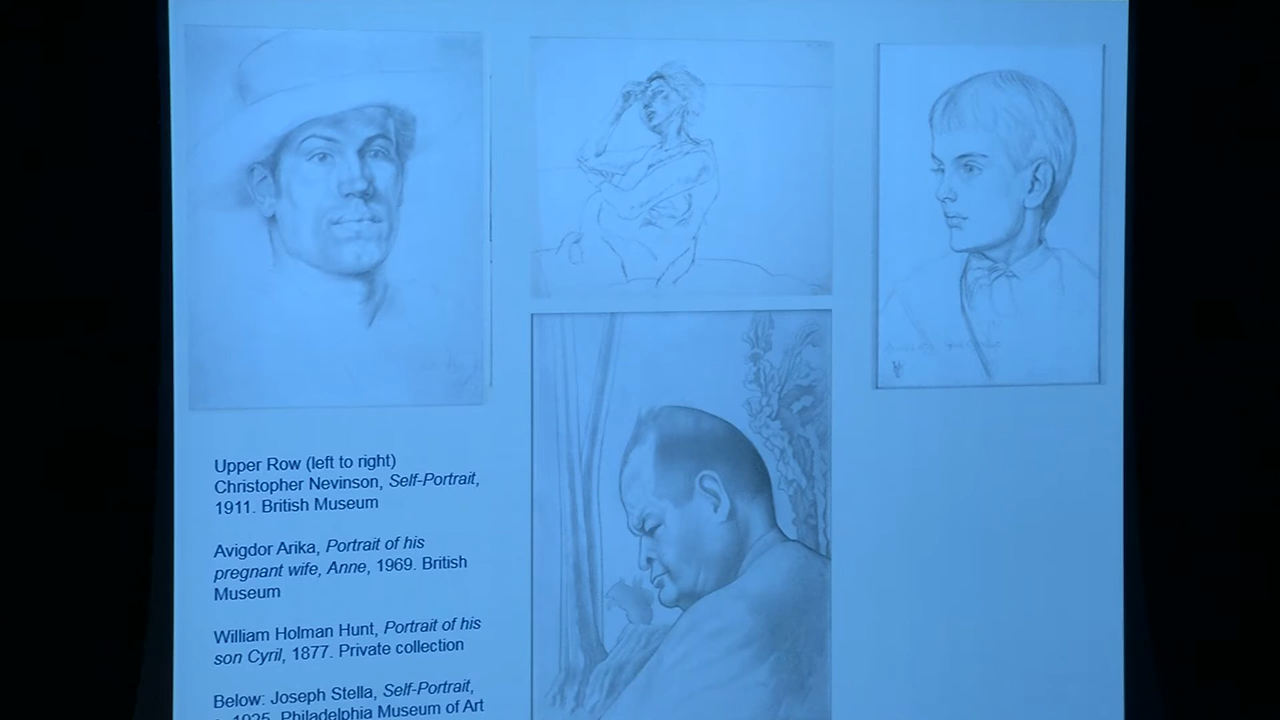 Upper Row (left to right)
Christopher Nevinson, Self-Portrait,
1911. British Museum
Avigdor Arika, Portrait of his
pregnant wife, Anne, 1969. British
Museum
William Holman Hunt, Portrait of his
son Cyril, 1877. Private collection
Below: Joseph Stella, Self-Portrait,
1925. Philadelphia Museum of Art